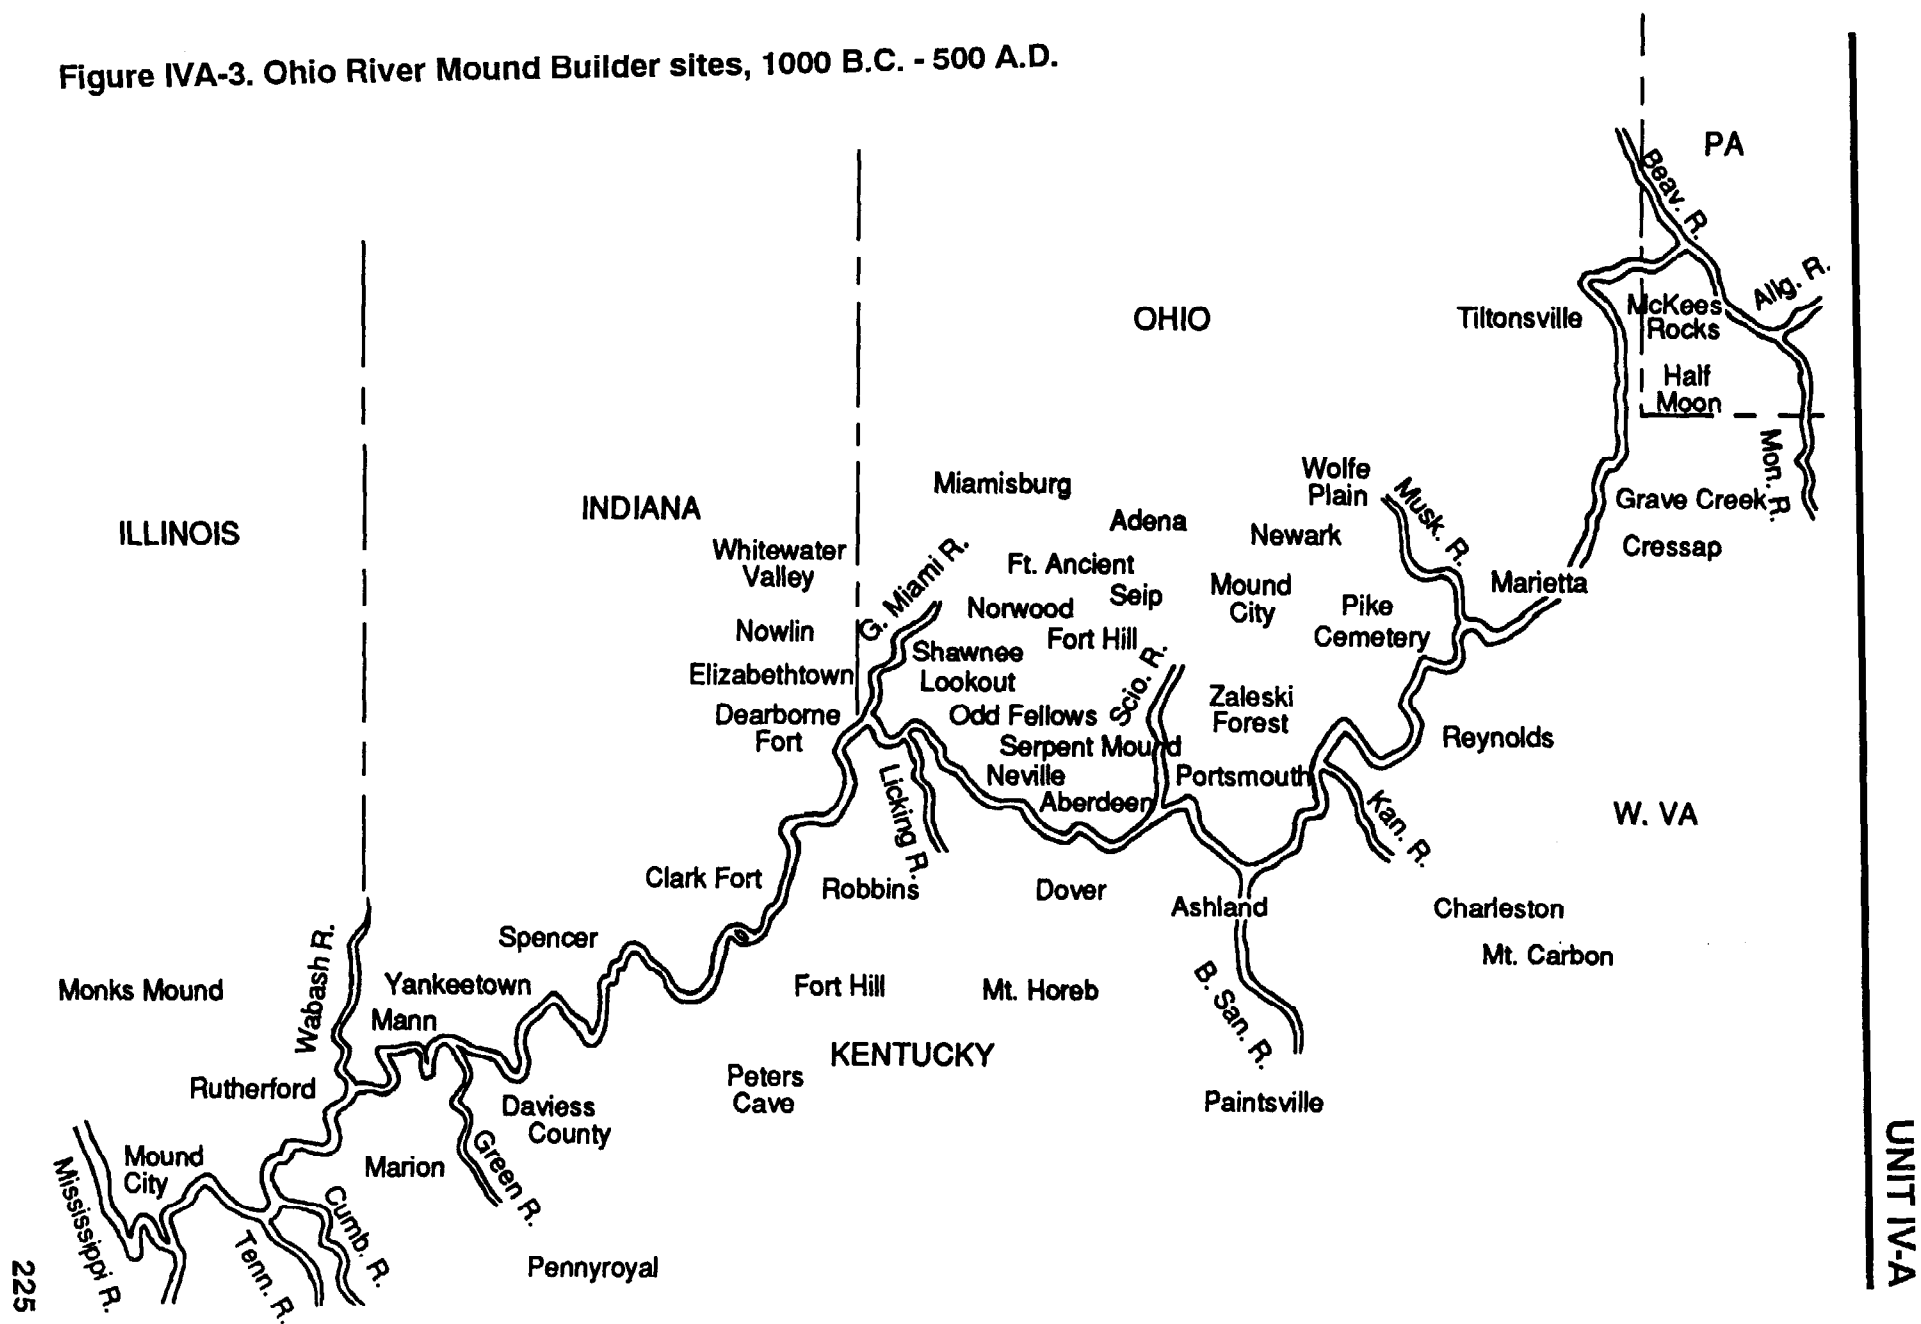 Figure IVA-3. Ohio River Mound Builder sites, 1000 B.C. - 500 A.D.
PA
Beav. R.
Allg. R.
OHIO
Tiltonsville
McKees
Rocks
Half
Moon
Mon. R.
Grave Creek
Cressap
Wolfe
Plain
Musk. R.
Miamisburg
Adena
Newark
ILLINOIS
INDIANA
Whitewater
Valley
G. Miami R.
Ft. Ancient
Seip
Mound
City
Marietta
Pike
Cemetery
Nowlin
Norwood
Fort Hill
Elizabethtown
Shawnee
Lookout
Scio. R.
Zaleski
Forest
Dearborne
Fort
Odd Fellows
Serpent Mound
Reynolds
Neville
Portsmouth
Aberdeen
Licking R.
Kan. R.
W. VA
Clark Fort
Robbins
Dover
Ashland
Charleston
Mt. Carbon
Spencer
Wabash R.
Monks Mound
Yankeetown
Mann
Fort Hill
Mt. Horeb
B. San. R.
KENTUCKY
Rutherford
Peters
Cave
Paintsville
Daviess
County
Green R.
Mound
City
Marion
Mississippi R.
Tenn. R.
Cumb. R.
Pennyroyal
UNIT IV-A
225